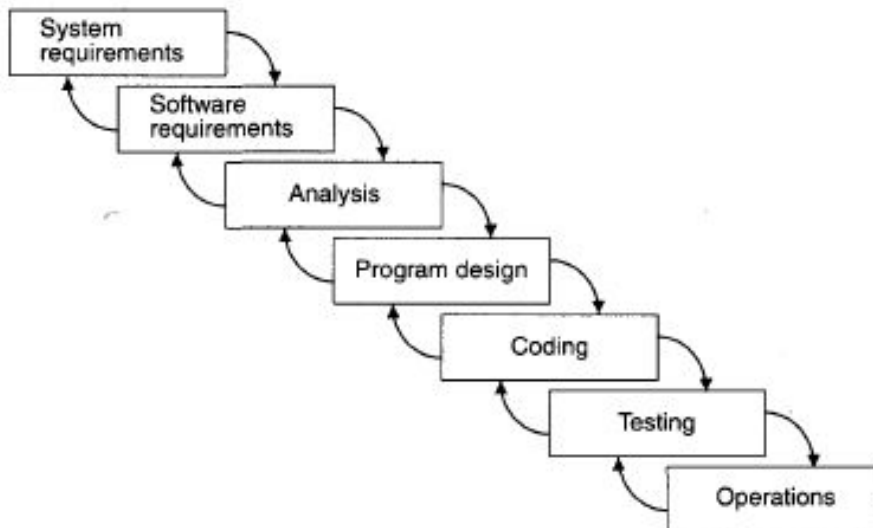 System
requirements
Software
requirements
Analysis
Program design
Coding
Testing
Operations